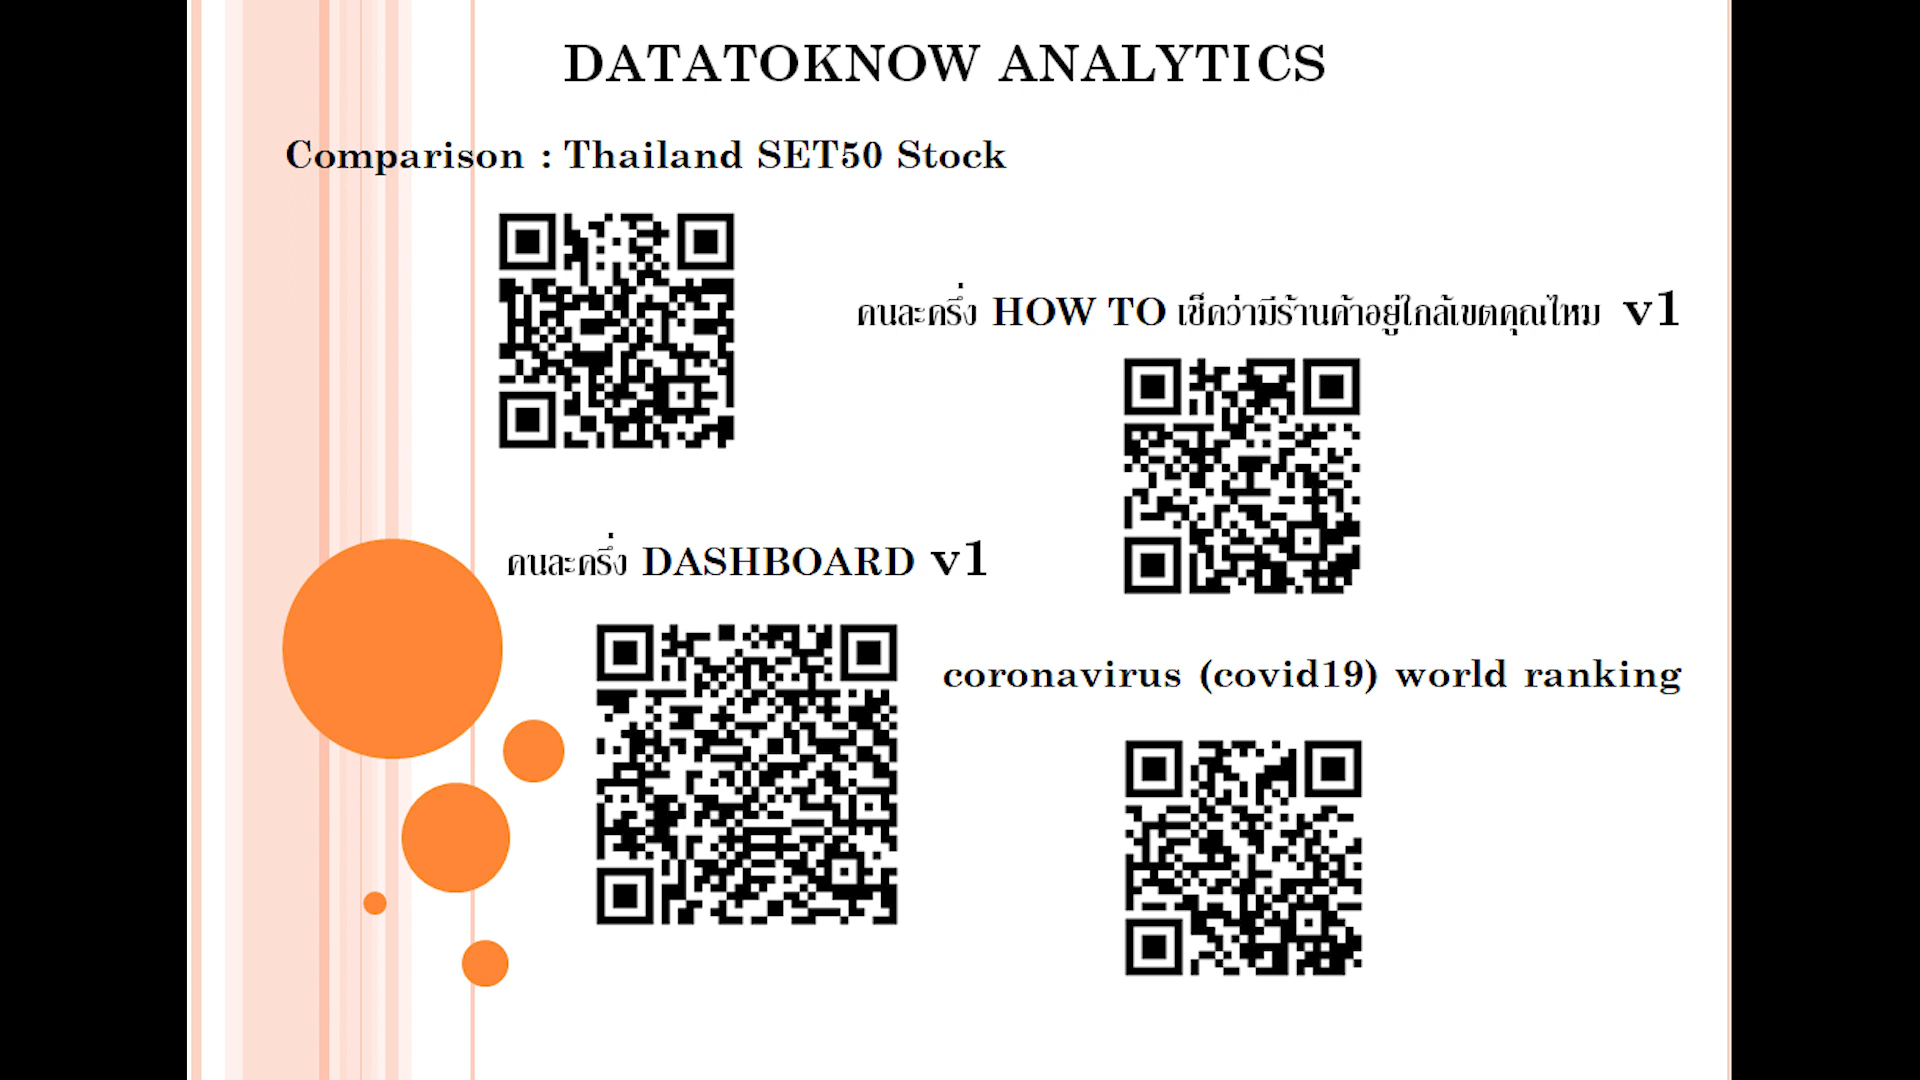 DATATOKNOW ANALYTICS
Comparison : Thailand SET50 Stock
คนละครึ่ง HOW TO เช็คว่ามีร้านค้าอยู่ใกล้เขตคุณไหม v1
คนละครึ่ง DASHBOARD v1
coronavirus (covid19) world ranking